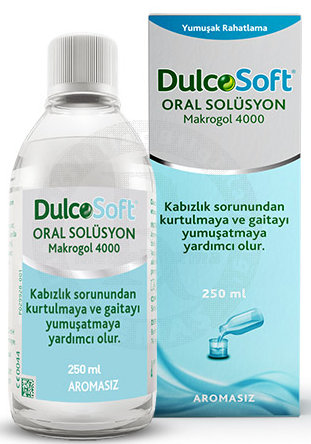 DulcoSoft®
ORAL SOLÜSYON
Makrogol 4000
Kabızlık sorunundan
kurtulmaya ve gaitayı
yumuşatmaya
yardımcı olur.
250 ml
AROMASIZ
CE0044
Yumuşak Rahatlama
DulcoSoft®
ORAL SOLÜSYON
Makrogol 4000
Kabızlık sorunundan
kurtulmaya ve gaitayı
yumuşatmaya
yardımcı olur.
250 ml
AROMASIZ